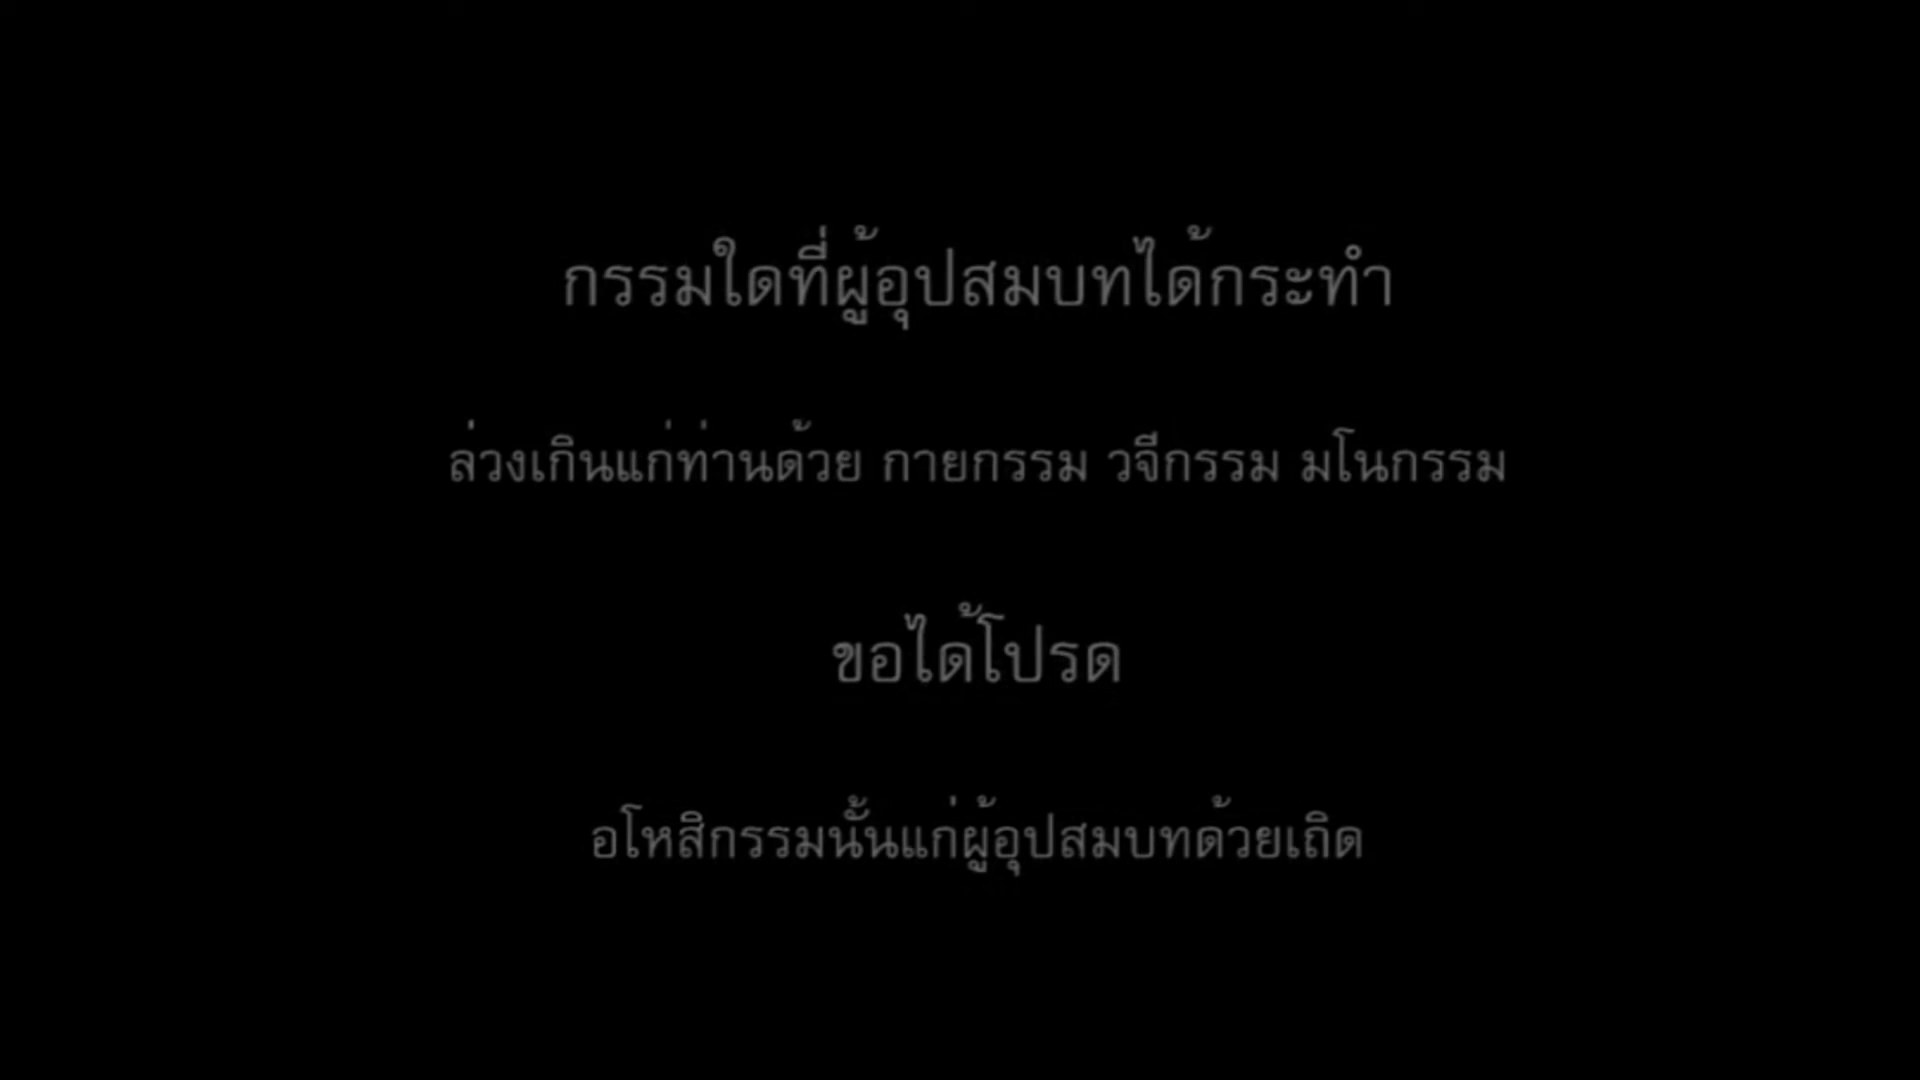 กรรมใดที่ผู้อุปสมบทได้กระทำ
ล่วงเกินแก่ท่านด้วย กายกรรม วจีกรรม มโนกรรม
ขอได้โปรด
อโหสิกรรมนั้นแก่ผู้อุปสมบทด้วยเถิด